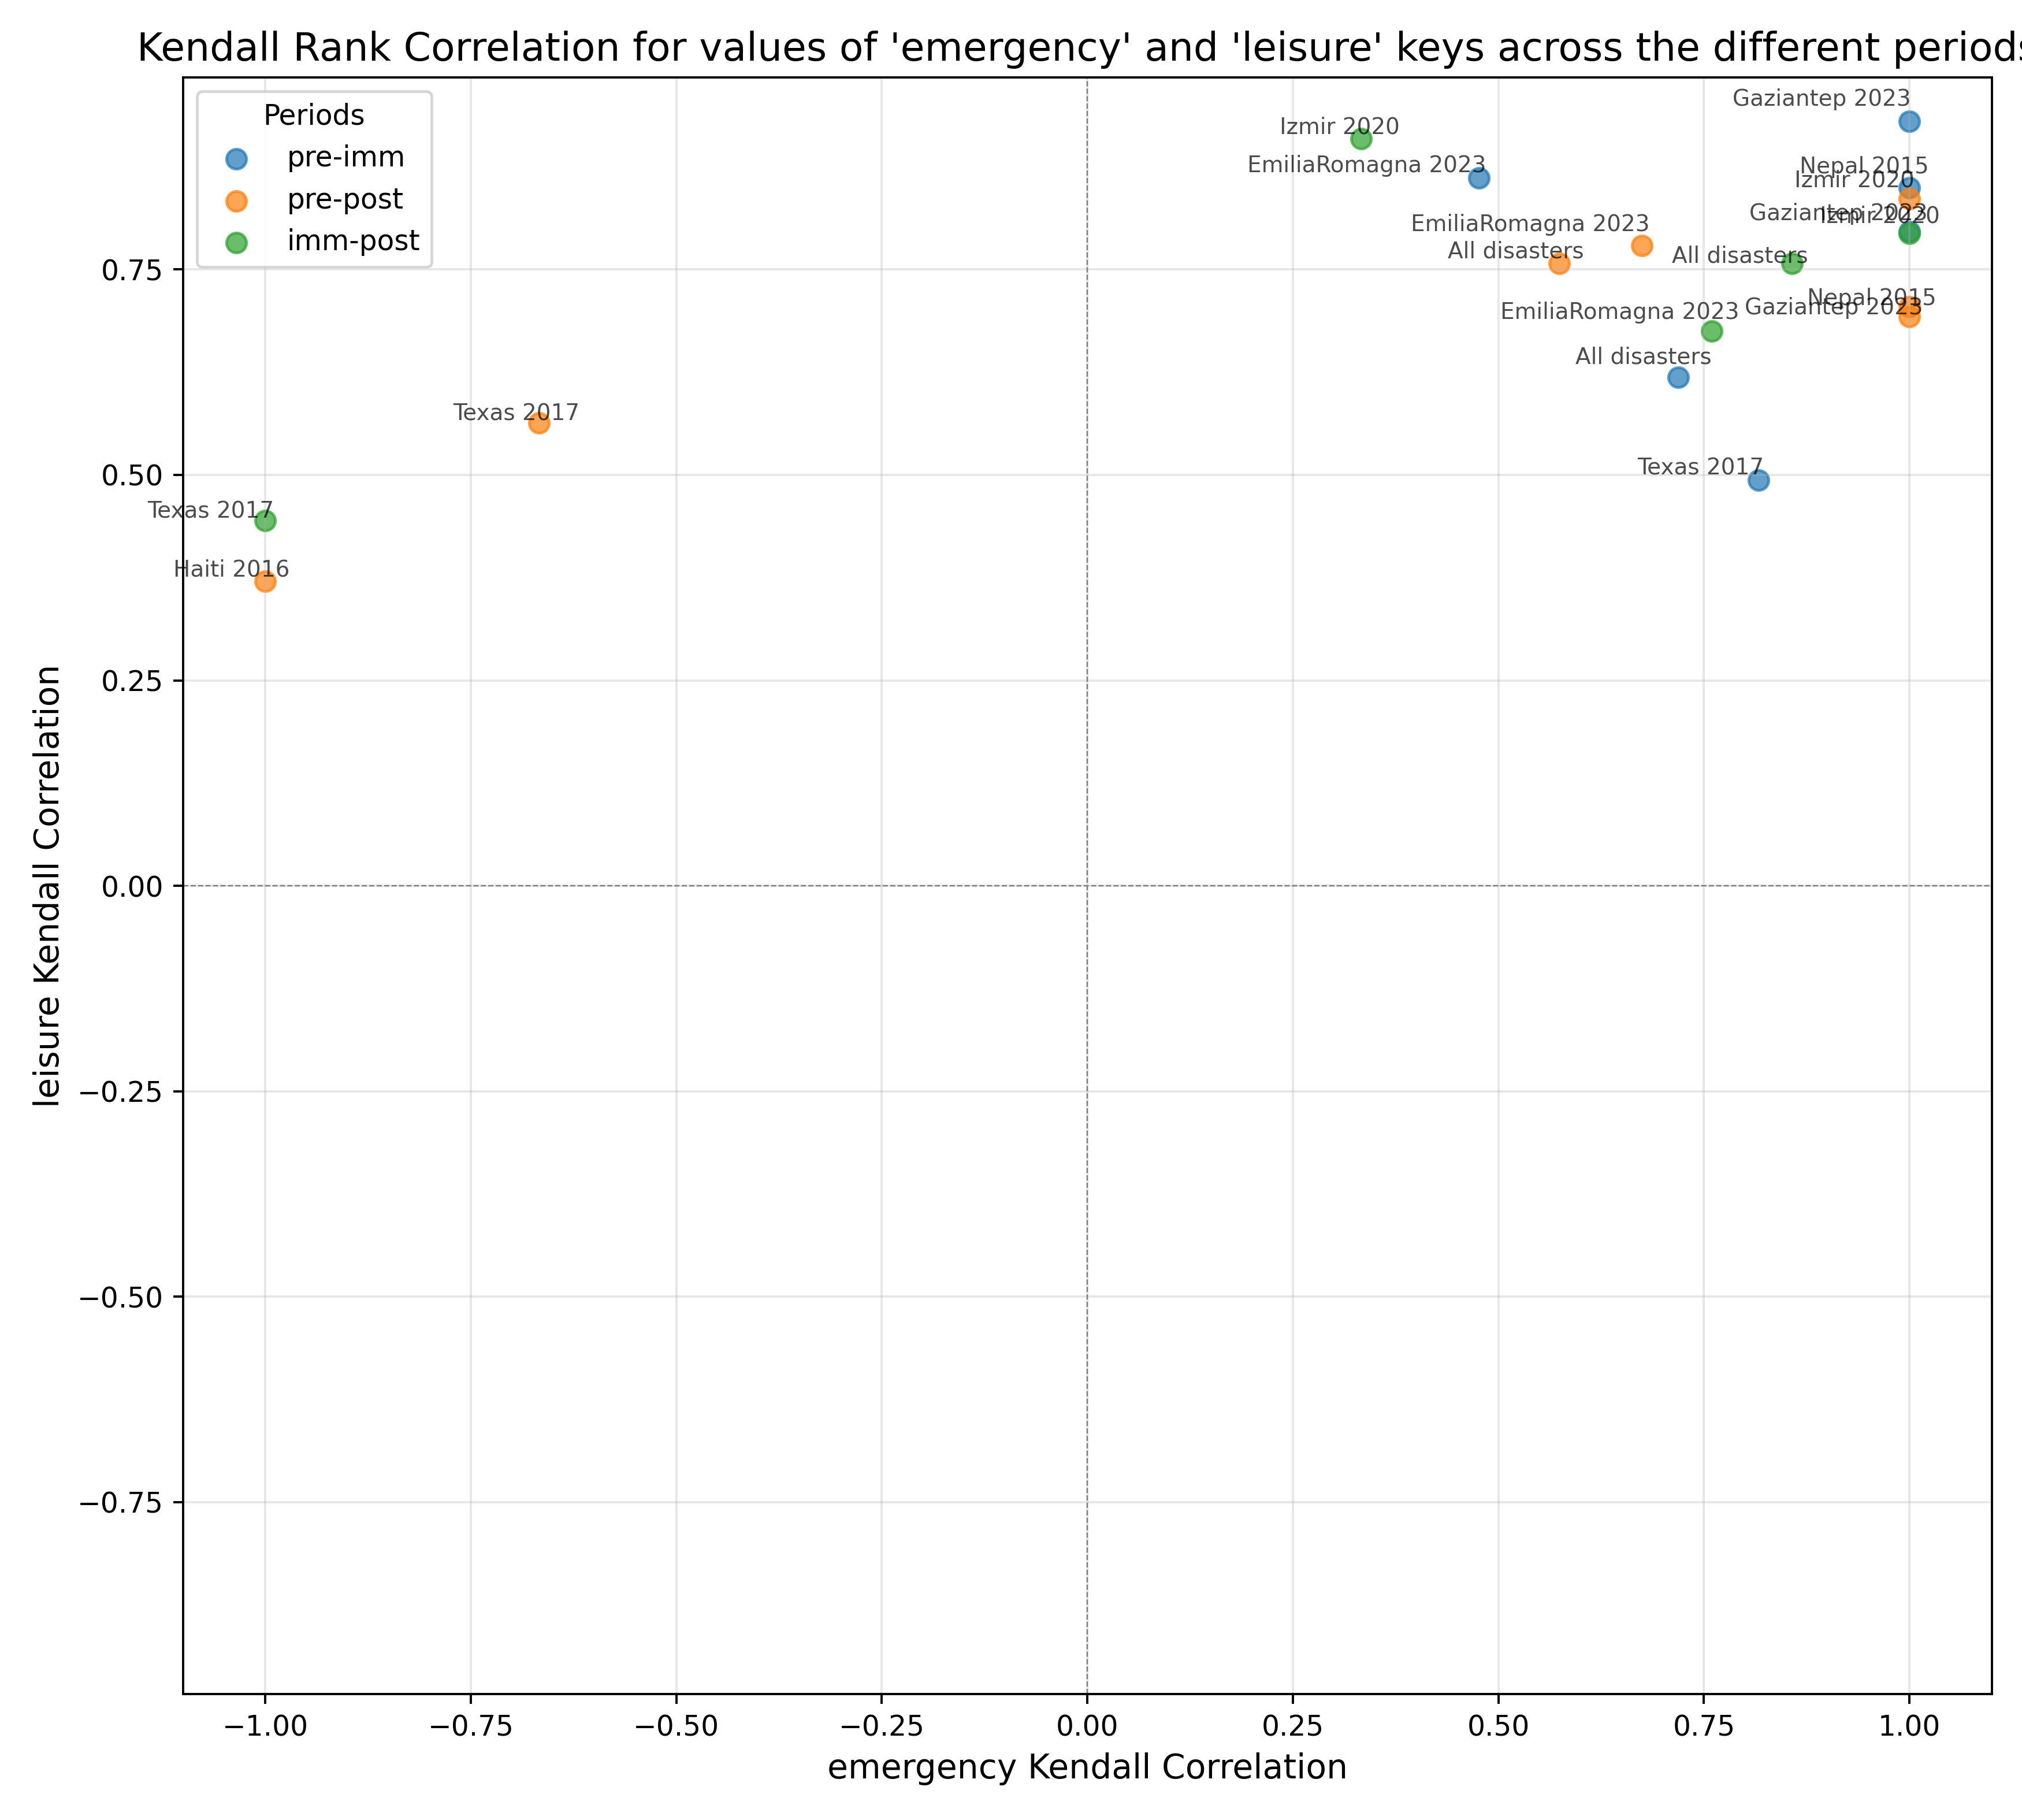 Kendall Rank Correlation for values of 'emergency' and 'leisure' keys across the different periods
Periods
pre-imm
pre-post
imm-post
Gaziantep 2023
Izmir 2020
EmiliaRomagna 2023
Nepal 2015
Izmir 2020
Gaziantep 2023
Izmir 2020
EmiliaRomagna 2023
All disasters
All disasters
Nepal 2015
Gaziantep 2023
EmiliaRomagna 2023
All disasters
Texas 2017
Texas 2017
Texas 2017
Haiti 2016
0.75
0.50
0.25
0.00
−0.25
−0.50
−0.75
leisure Kendall Correlation
−1.00 −0.75 −0.50 −0.25 0.00 0.25 0.50 0.75 1.00
emergency Kendall Correlation